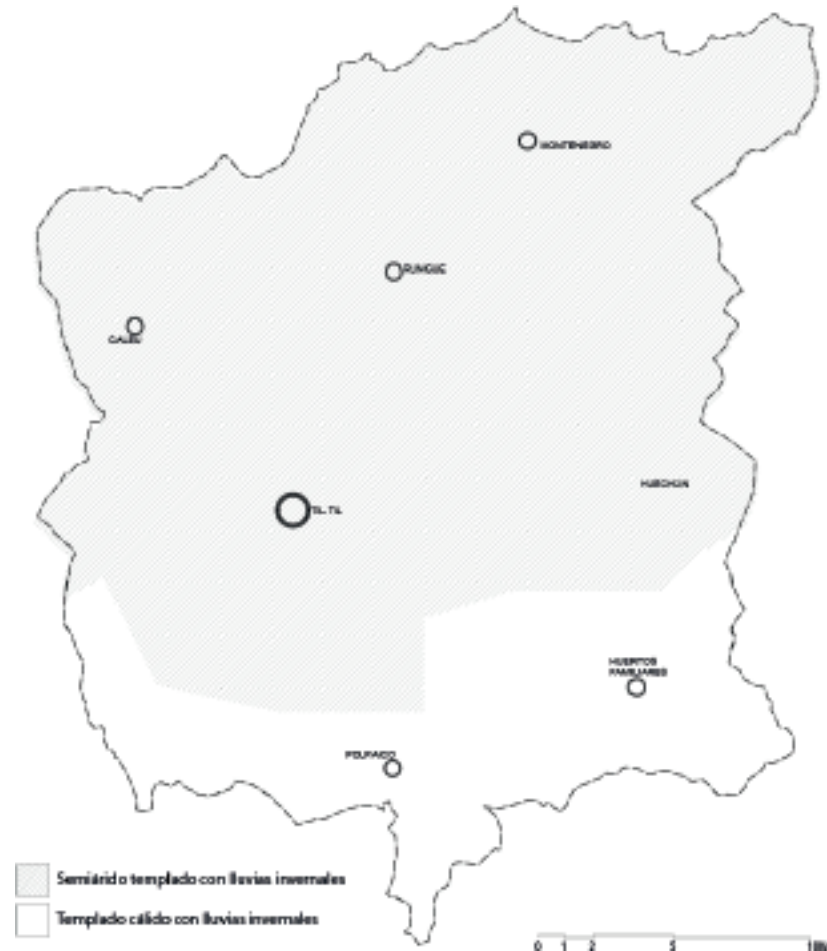 MONTENEGRO
RUNGUE
CALEU
HUECHUN
TIL TIL
HUERTOS
FAMILIARES
POLPAICO
Semiárido templado con lluvias invernales
Templado cálido con lluvias invernales
0 1 2 5